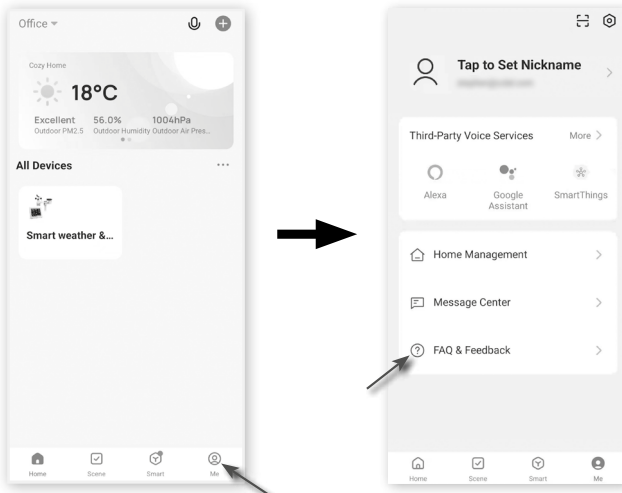 Office
Cozy Home
18°C
Excellent 56.0% 1004hPa
Outdoor PM2.5 Outdoor Humidity Outdoor Air Pres...
All Devices
Smart weather &...
Home Scene Smart Me
Tap to Set Nickname
Third-Party Voice Services More >
Alexa Google Assistant SmartThings
Home Management
Message Center
FAQ & Feedback
Home Scene Smart Me